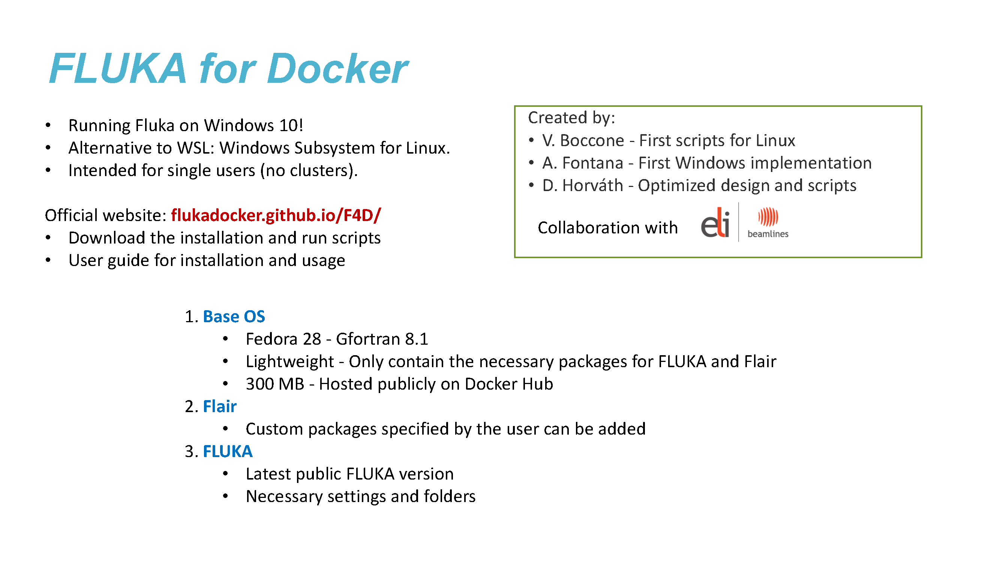 FLUKA for Docker
• Running Fluka on Windows 10!
• Alternative to WSL: Windows Subsystem for Linux.
• Intended for single users (no clusters).
Official website: flukadocker.github.io/F4D/
• Download the installation and run scripts
• User guide for installation and usage
Created by:
• V. Boccone - First scripts for Linux
• A. Fontana - First Windows implementation
• D. Horváth - Optimized design and scripts
Collaboration with
eli
beamlines
1. Base OS
• Fedora 28 - Gfortran 8.1
• Lightweight - Only contain the necessary packages for FLUKA and Flair
• 300 MB - Hosted publicly on Docker Hub
2. Flair
• Custom packages specified by the user can be added
3. FLUKA
• Latest public FLUKA version
• Necessary settings and folders